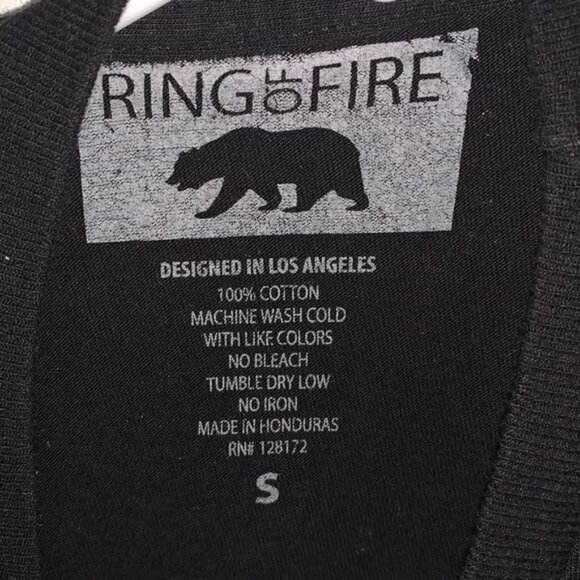 RING OF FIRE
DESIGNED IN LOS ANGELES
100% COTTON
MACHINE WASH COLD
WITH LIKE COLORS
NO BLEACH
TUMBLE DRY LOW
NO IRON
MADE IN HONDURAS
RN# 128172
S